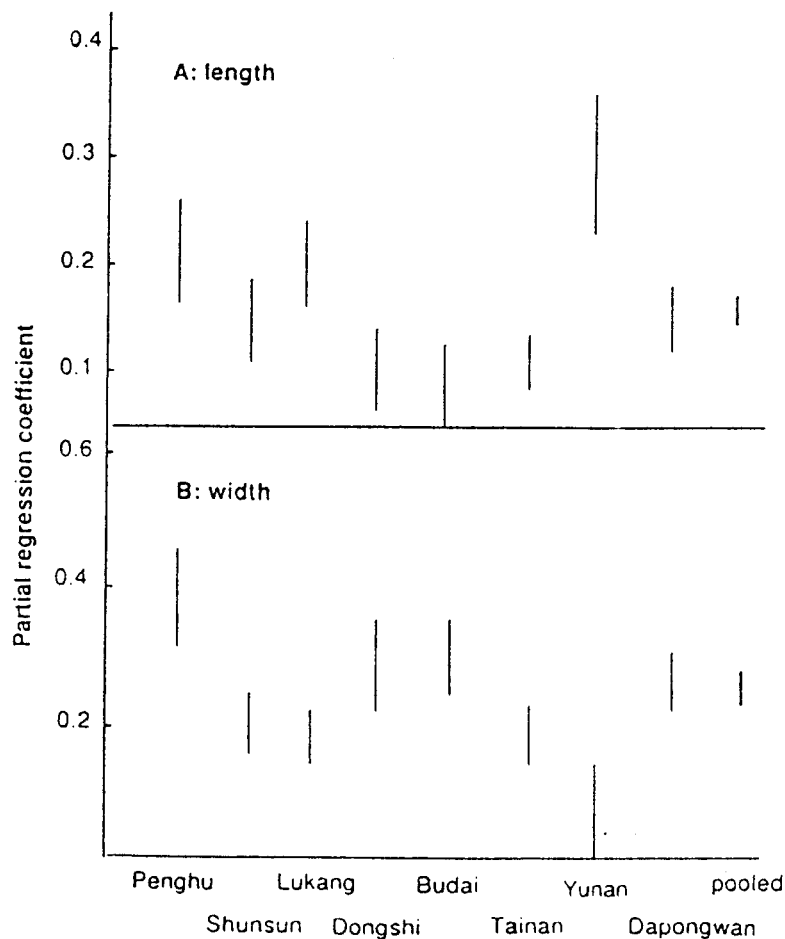 0.4
A: length
0.3
0.2
0.1
Partial regression coefficient
0.6
B: width
0.4
0.2
Penghu Lukang Budai Yunan pooled
Shunsun Dongshi Tainan Dapongwan